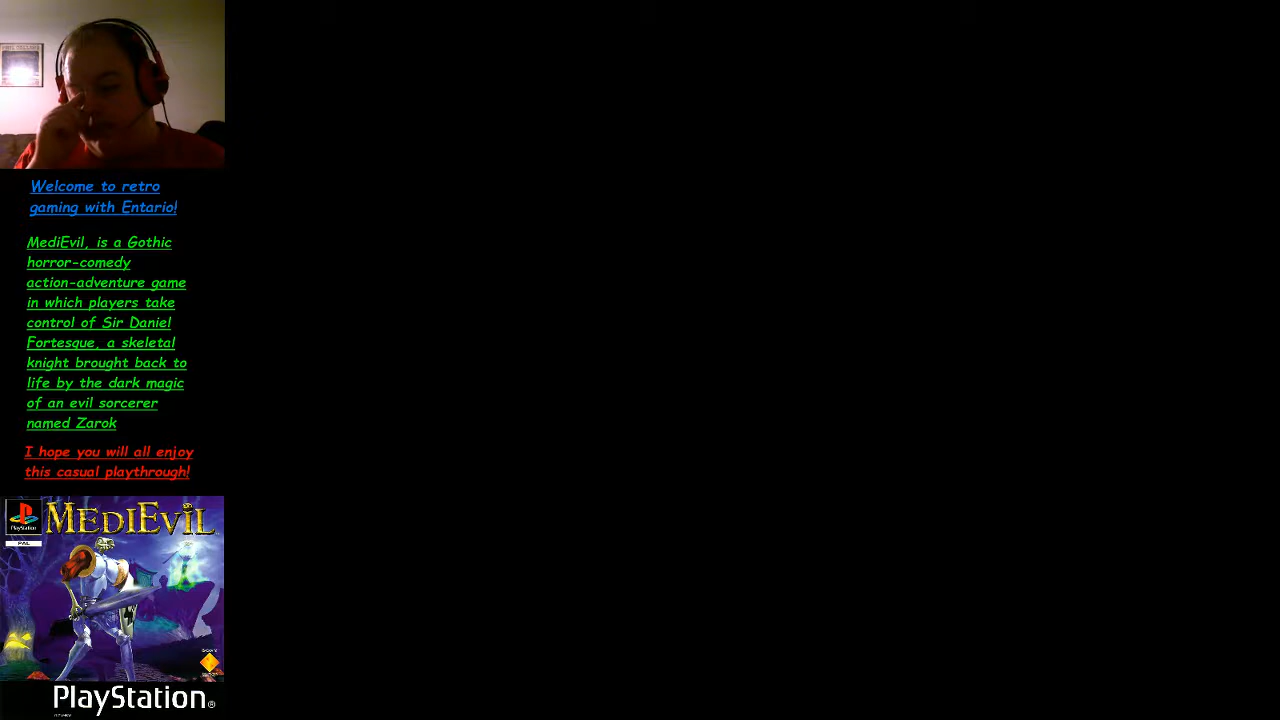 Welcome to retro
gaming with Entario!
MediEvil, is a Gothic
horror-comedy
action-adventure game
in which players take
control of Sir Daniel
Fortesque, a skeletal
knight brought back to
life by the dark magic
of an evil sorcerer
named Zarok
I hope you will all enjoy
this casual playthrough!
MEDIEVIL
PlayStation
PAL
PlayStation®